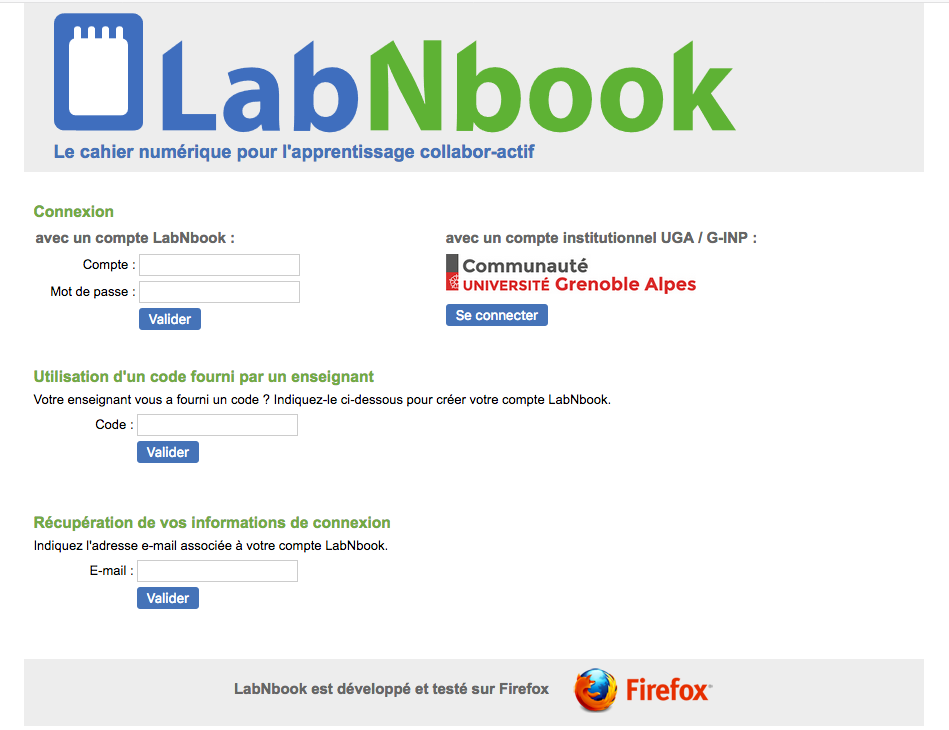 LabNbook
Le cahier numérique pour l'apprentissage collabor-actif
Connexion
avec un compte LabNbook :
Compte :
Mot de passe :
Valider
avec un compte institutionnel UGA / G-INP :
Communauté
UNIVERSITÉ Grenoble Alpes
Se connecter
Utilisation d'un code fourni par un enseignant
Votre enseignant vous a fourni un code ? Indiquez-le ci-dessous pour créer votre compte LabNbook.
Code :
Valider
Récupération de vos informations de connexion
Indiquez l'adresse e-mail associée à votre compte LabNbook.
E-mail :
Valider
LabNbook est développé et testé sur Firefox
Firefox